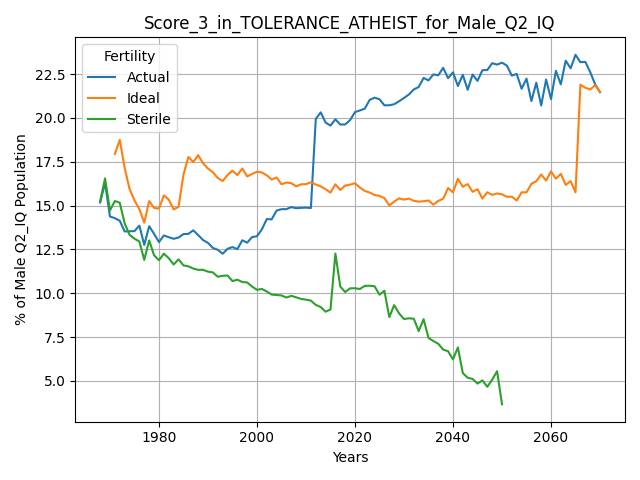 Score_3_in_TOLERANCE_ATHEIST_for_Male_Q2_IQ
Fertility
Actual
Ideal
Sterile
% of Male Q2_IQ Population
22.5
20.0
17.5
15.0
12.5
10.0
7.5
5.0
1980
2000
2020
2040
2060
Years